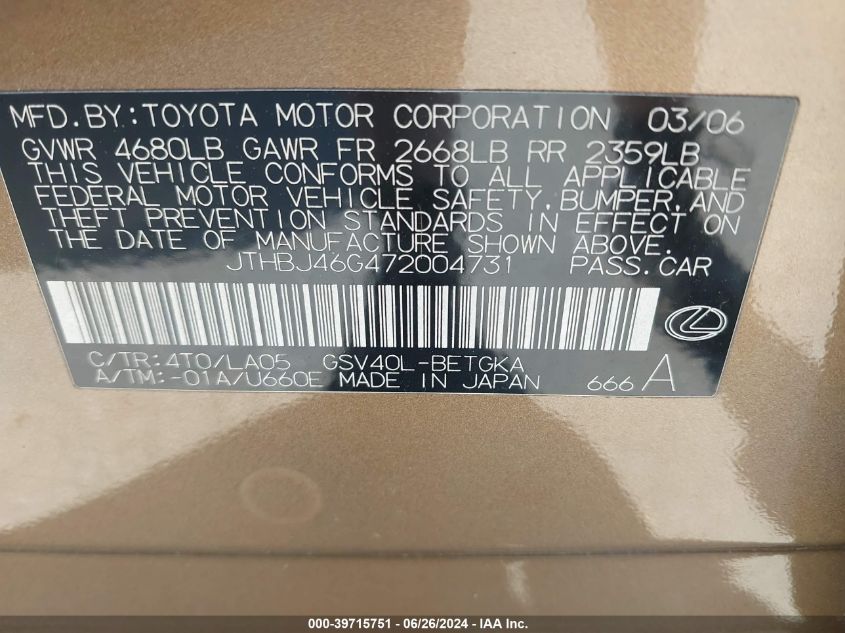 MFD.BY:TOYOTA MOTOR CORPORATION 03/06
GVWR 4680LB GAWR FR 2668LB RR 2359LB
THIS VEHICLE CONFORMS TO ALL APPLICABLE
FEDERAL MOTOR VEHICLE SAFETY,BUMPER,AND
THEFT PREVENTION STANDARDS IN EFFECT ON
THE DATE OF MANUFACTURE SHOWN ABOVE.
JTHBJ46G472004731 PASS.CAR
C/TR:4T0/LA05 GSV40L-BETGKA
A/TM:-01A/U660E MADE IN JAPAN 666 A
000-39715751 - 06/26/2024 - IAA Inc.